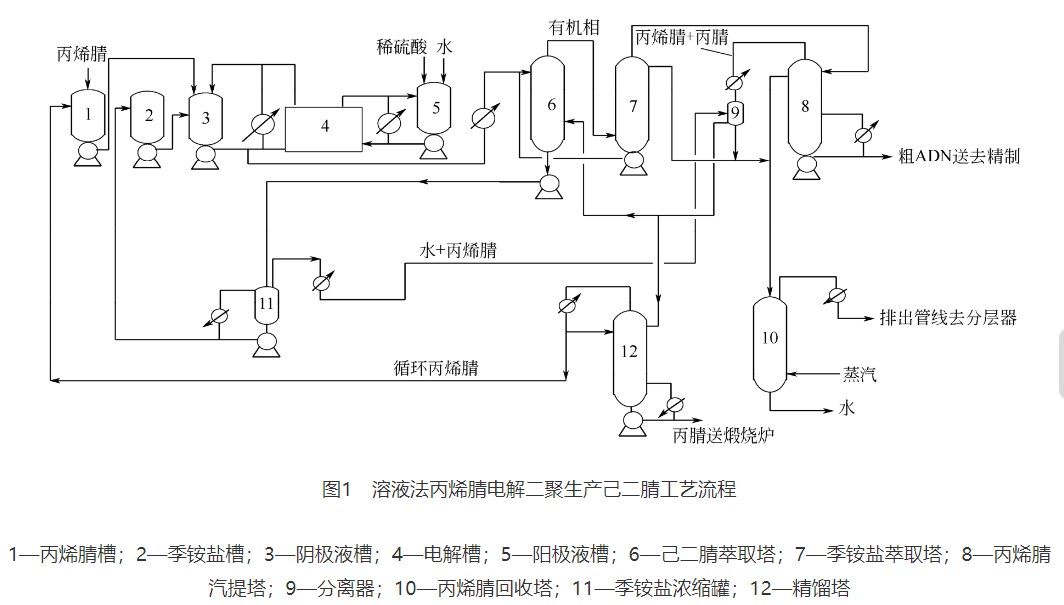 有机相
丙烯腈
稀硫酸 水
丙烯腈+丙腈
1
2
3
4
5
6
7
9
8
粗ADN送去精制
水+丙烯腈
11
12
10
排出管线去分层器
循环丙烯腈
蒸汽
水
丙腈送煅烧炉
图1 溶液法丙烯腈电解二聚生产己二腈工艺流程
1—丙烯腈槽；2—季铵盐槽；3—阴极液槽；4—电解槽；5—阳极液槽；6—己二腈萃取塔；7—季铵盐萃取塔；8—丙烯腈
汽提塔；9—分离器；10—丙烯腈回收塔；11—季铵盐浓缩罐；12—精馏塔